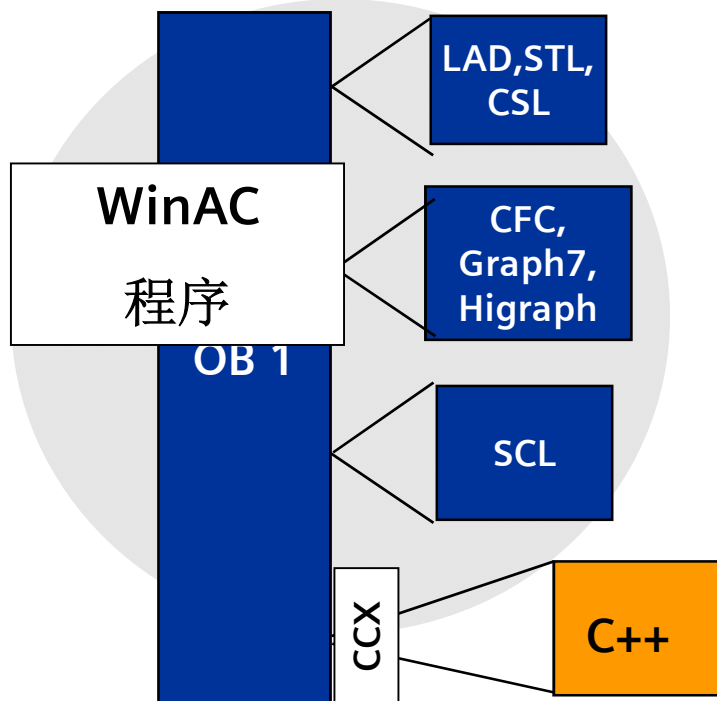 LAD,STL,
CSL
WinAC
程序
OB 1
CFC,
Graph7,
Higraph
SCL
CCX
C++